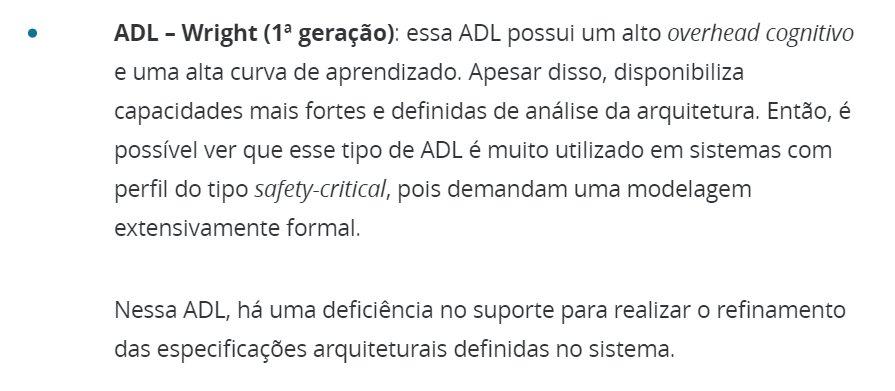 ADL – Wright (1ª geração): essa ADL possui um alto overhead cognitivo
e uma alta curva de aprendizado. Apesar disso, disponibiliza
capacidades mais fortes e definidas de análise da arquitetura. Então, é
possível ver que esse tipo de ADL é muito utilizado em sistemas com
perfil do tipo safety-critical, pois demandam uma modelagem
extensivamente formal.
Nessa ADL, há uma deficiência no suporte para realizar o refinamento
das especificações arquiteturais definidas no sistema.